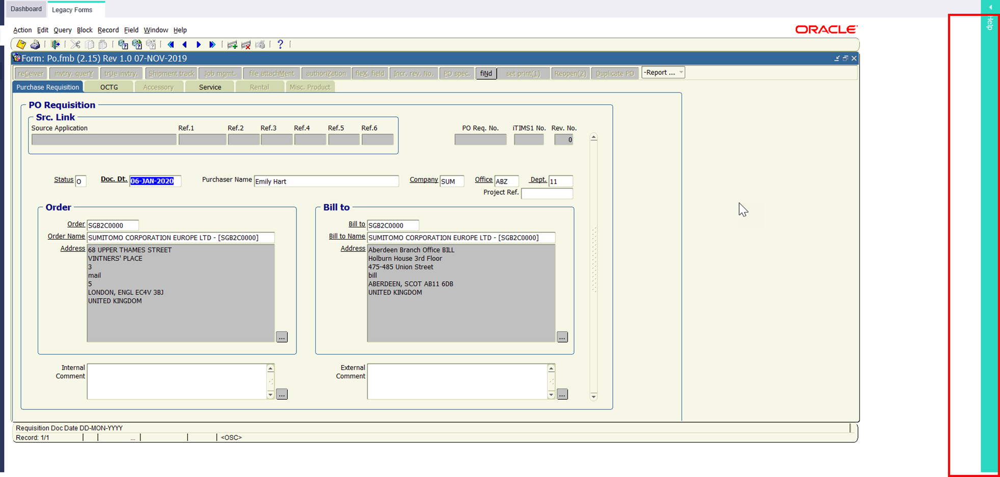 Dashboard Legacy Forms
Help
Action Edit Query Block Record Field Window Help
ORACLE
Form: Po.fmb (2.15) Rev 1.0 07-NOV-2019
reCeiver invtry. querY trUe invtry. Shipment track Job mgmt. file attachMent authoriZation fleX. field Incr. rev. No. PO spec. fiNd set print(1) Reopen(2) Duplicate PO -Report ...
Purchase Requisition OCTG Accessory Service Rental Misc. Product
PO Requisition
Src. Link
Source Application Ref.1 Ref.2 Ref.3 Ref.4 Ref.5 Ref.6 PO Req. No. iTIMS1 No. Rev. No.
0
Status O Doc. Dt. 06-JAN-2020 Purchaser Name Emily Hart Company SUM Office ABZ Dept. 11
Project Ref.
Order Bill to
Order SGB2C0000 Bill to SGB2C0000
Order Name SUMITOMO CORPORATION EUROPE LTD - [SGB2C0000] Bill to Name SUMITOMO CORPORATION EUROPE LTD - [SGB2C0000]
Address 68 UPPER THAMES STREET Address Aberdeen Branch Office BILL
VINTNERS' PLACE Holburn House 3rd Floor
3 475-485 Union Street
mail bill
5 ABERDEEN, SCOT AB11 6DB
LONDON, ENGL EC4V 3BJ UNITED KINGDOM
UNITED KINGDOM
... ...
Internal External
Comment Comment
... ...
Requisition Doc Date DD-MON-YYYY
Record: 1/1 ... <OSC>